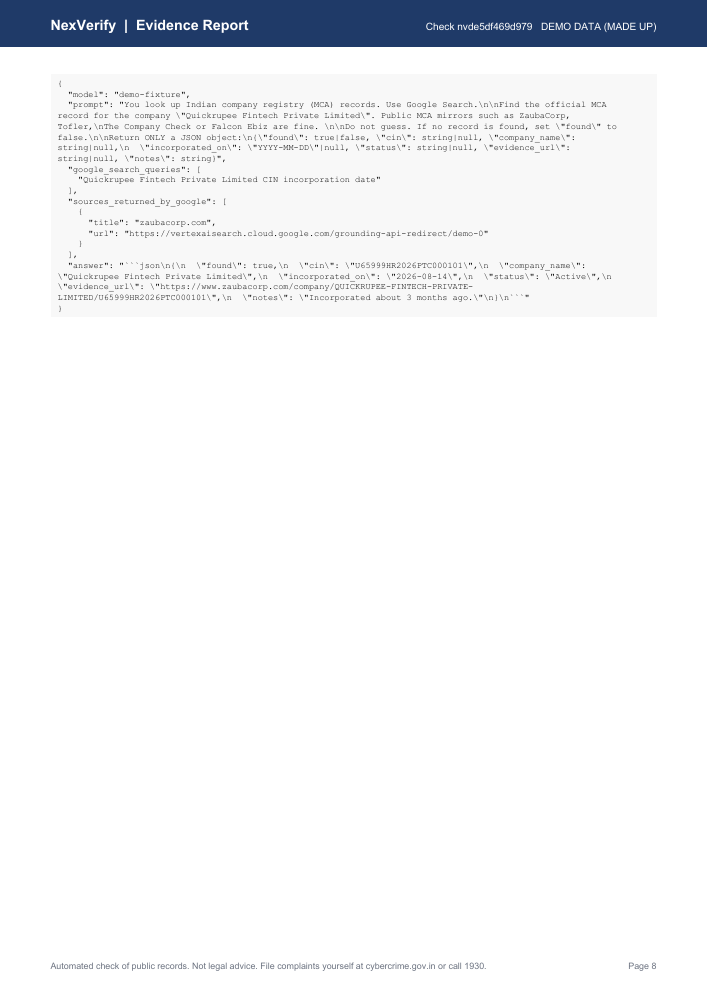 NexVerify | Evidence Report
Check nvde5df469d979 DEMO DATA (MADE UP)
{
"model": "demo-fixture",
"prompt": "You look up Indian company registry (MCA) records. Use Google Search.\n\nFind the official MCA
record for the company \"Quickrupee Fintech Private Limited\". Public MCA mirrors such as ZaubaCorp,
Tofler,\nThe Company Check or Falcon Ebiz are fine. \n\nDo not guess. If no record is found, set \"found\" to
false.\n\nReturn ONLY a JSON object:\n{\"found\": true|false, \"cin\": string|null, \"company_name\":
string|null,\n  \"incorporated_on\": \"YYYY-MM-DD\"|null, \"status\": string|null, \"evidence_url\":
string|null, \"notes\": string}",
"google_search_queries": [
"Quickrupee Fintech Private Limited CIN incorporation date"
],
"sources_returned_by_google": [
{
"title": "zaubacorp.com",
"url": "https://vertexaisearch.cloud.google.com/grounding-api-redirect/demo-0"
}
],
"answer": "```json\n{\n  \"found\": true,\n  \"cin\": \"U65999HR2026PTC000101\",\n  \"company_name\":
\"Quickrupee Fintech Private Limited\",\n  \"incorporated_on\": \"2026-08-14\",\n  \"status\": \"Active\",\n
\"evidence_url\": \"https://www.zaubacorp.com/company/QUICKRUPEE-FINTECH-PRIVATE-
LIMITED/U65999HR2026PTC000101\",\n  \"notes\": \"Incorporated about 3 months ago.\"\n}\n```"
}
Automated check of public records. Not legal advice. File complaints yourself at cybercrime.gov.in or call 1930.
Page 8